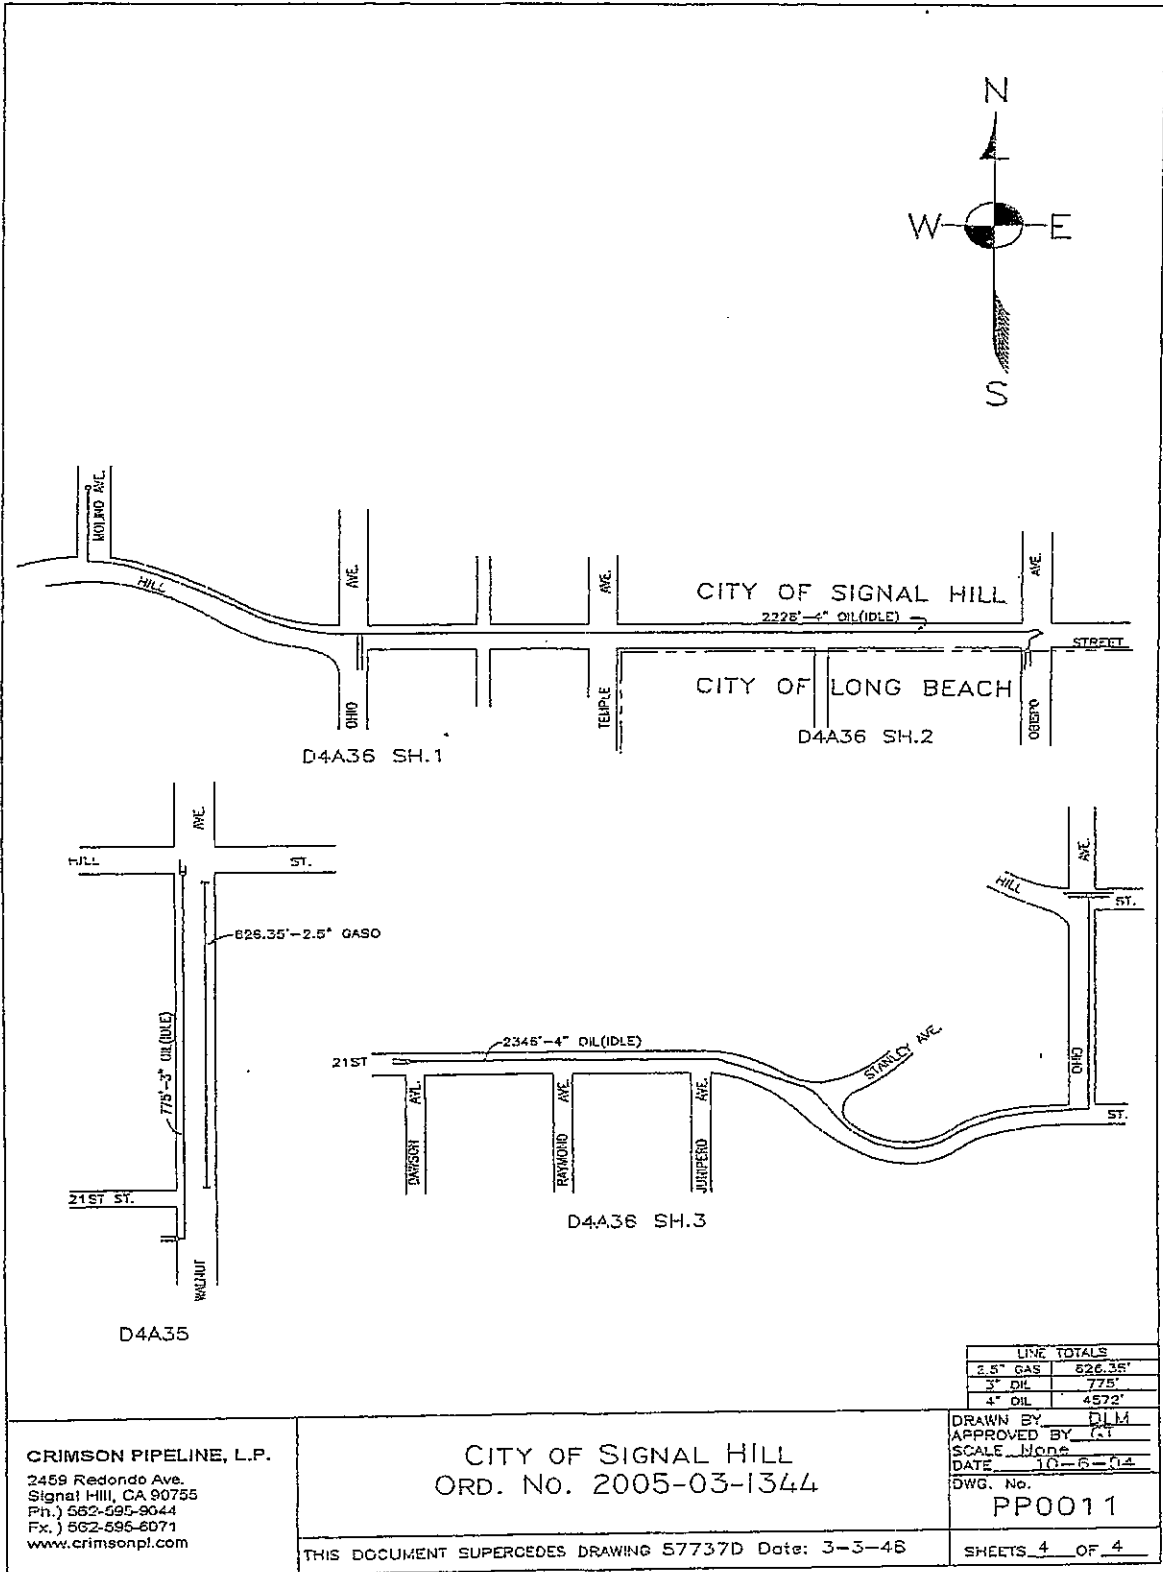 N
W E
S
MOLINO AVE.
HILL
AVE.
AVE.
AVE.
CITY OF SIGNAL HILL
2226'-4" OIL(IDLE)
STREET
CITY OF LONG BEACH
OHIO
TEMPLE
OBISPO
D4A36 SH.1
D4A36 SH.2
AVE.
HILL ST.
626.35'-2.5" GASO
775'-3" OIL(IDLE)
21ST ST.
WALNUT
D4A35
AVE.
HILL
ST.
2346'-4" OIL(IDLE)
21ST
STANLEY AVE.
OHIO
ST.
DAWSON AVE.
RAYMOND AVE.
JUNIPERO AVE.
D4A36 SH.3
LINE TOTALS
2.5" GAS 626.35'
3" OIL 775'
4" OIL 4572'
CRIMSON PIPELINE, L.P.
2459 Redondo Ave.
Signal Hill, CA 90755
Ph.) 562-595-9044
Fx.) 562-595-6071
www.crimsonpl.com
CITY OF SIGNAL HILL
ORD. No. 2005-03-1344
THIS DOCUMENT SUPERCEDES DRAWING 57737D Date: 3-3-46
DRAWN BY DLM
APPROVED BY GT
SCALE None
DATE 10-6-04
DWG. No.
PP0011
SHEETS 4 OF 4